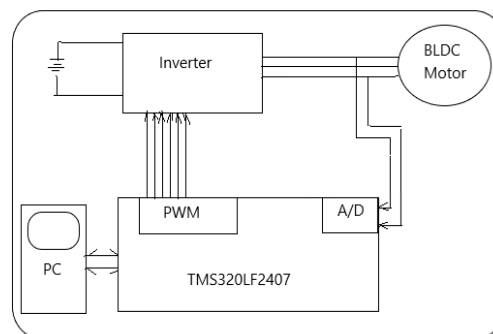 Inverter
BLDC
Motor
PWM
A/D
PC
TMS320LF2407